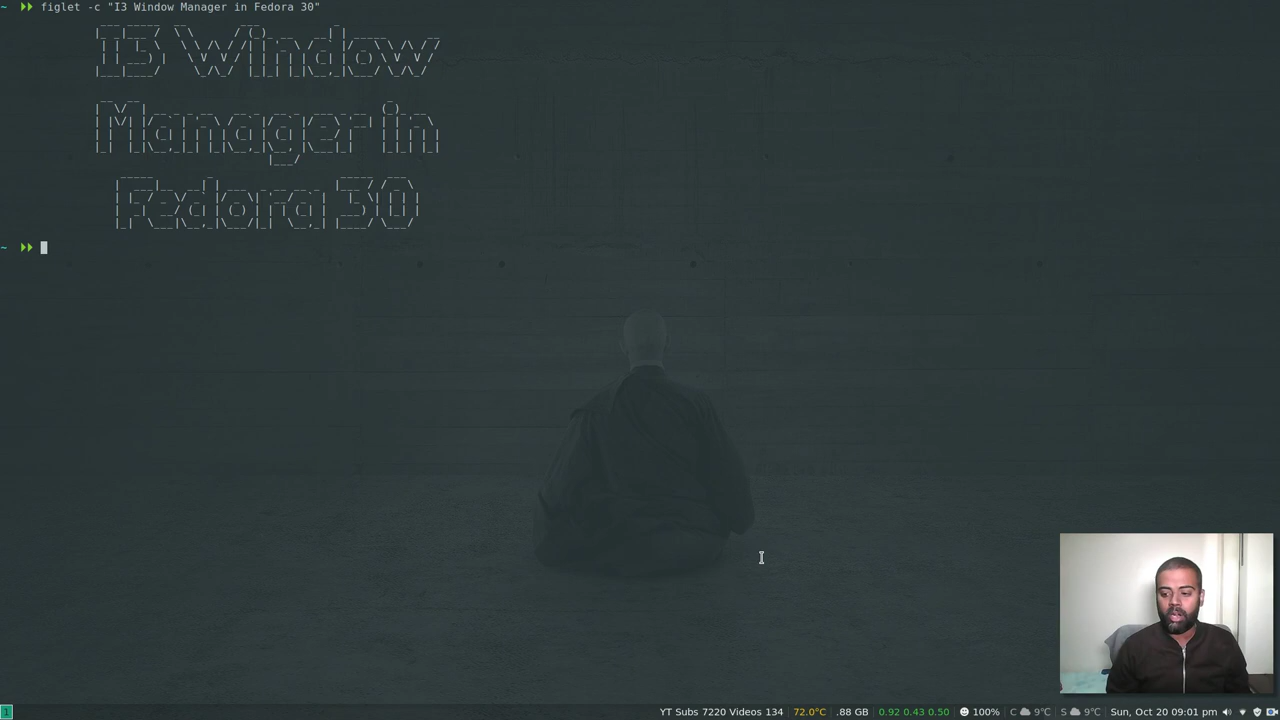 ~ figlet -c "I3 Window Manager in Fedora 30"
I3 Window
Manager in
Fedora 30
~
1 YT Subs 7220 Videos 134 72.0°C .88 GB 0.92 0.43 0.50 100% C 9℃ S 9℃ Sun, Oct 20 09:01 pm